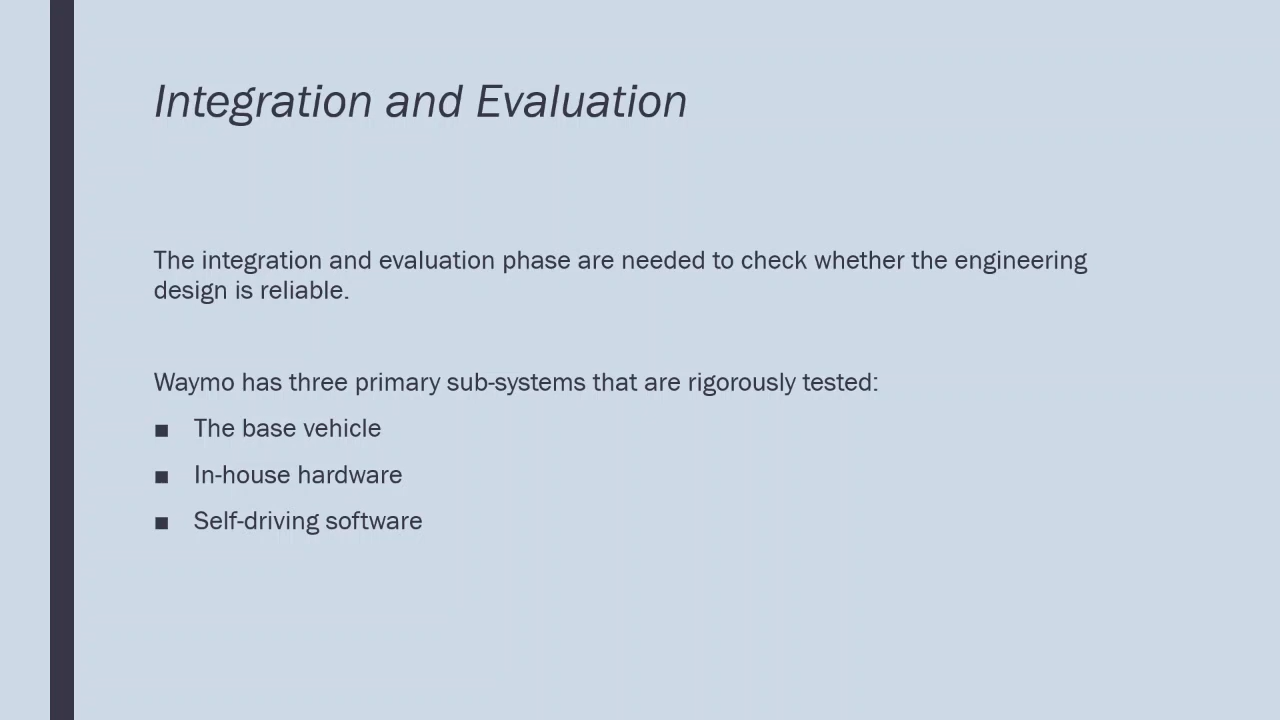 Integration and Evaluation
The integration and evaluation phase are needed to check whether the engineering
design is reliable.
Waymo has three primary sub-systems that are rigorously tested:
■ The base vehicle
■ In-house hardware
■ Self-driving software